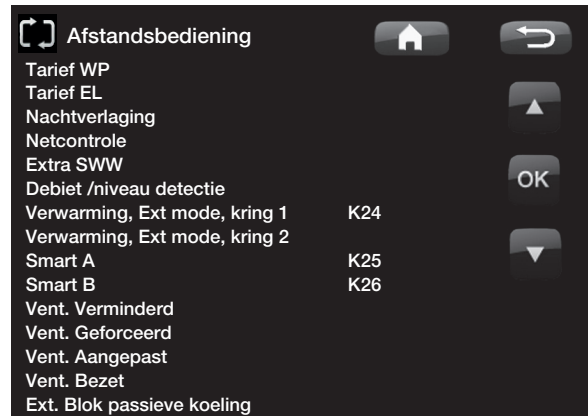 Afstandsbediening
Tarief WP
Tarief EL
Nachtverlaging
Netcontrole
Extra SWW
Debiet /niveau detectie
Verwarming, Ext mode, kring 1 K24
Verwarming, Ext mode, kring 2
Smart A K25
Smart B K26
Vent. Verminderd
Vent. Geforceerd
Vent. Aangepast
Vent. Bezet
Ext. Blok passieve koeling
OK